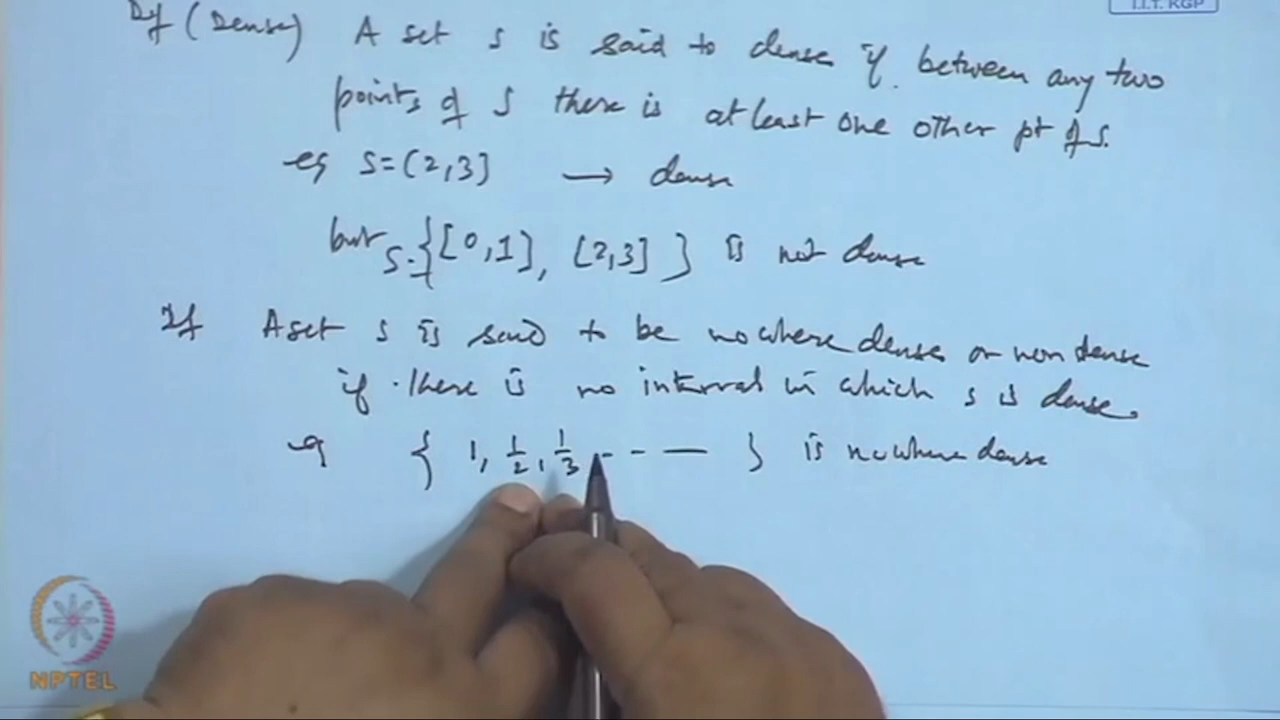 I.I.T. KGP
Df (Dense) A set S is said to dense if between any two
points of S there is at least one other pt of S.
eg S=(2,3] → dense
but S={[0,1], [2,3]} is not dense
Df A set S is said to be nowhere dense or non dense
if there is no interval in which S is dense.
eg { 1, 1/2, 1/3, - - — } is nowhere dense
NPTEL